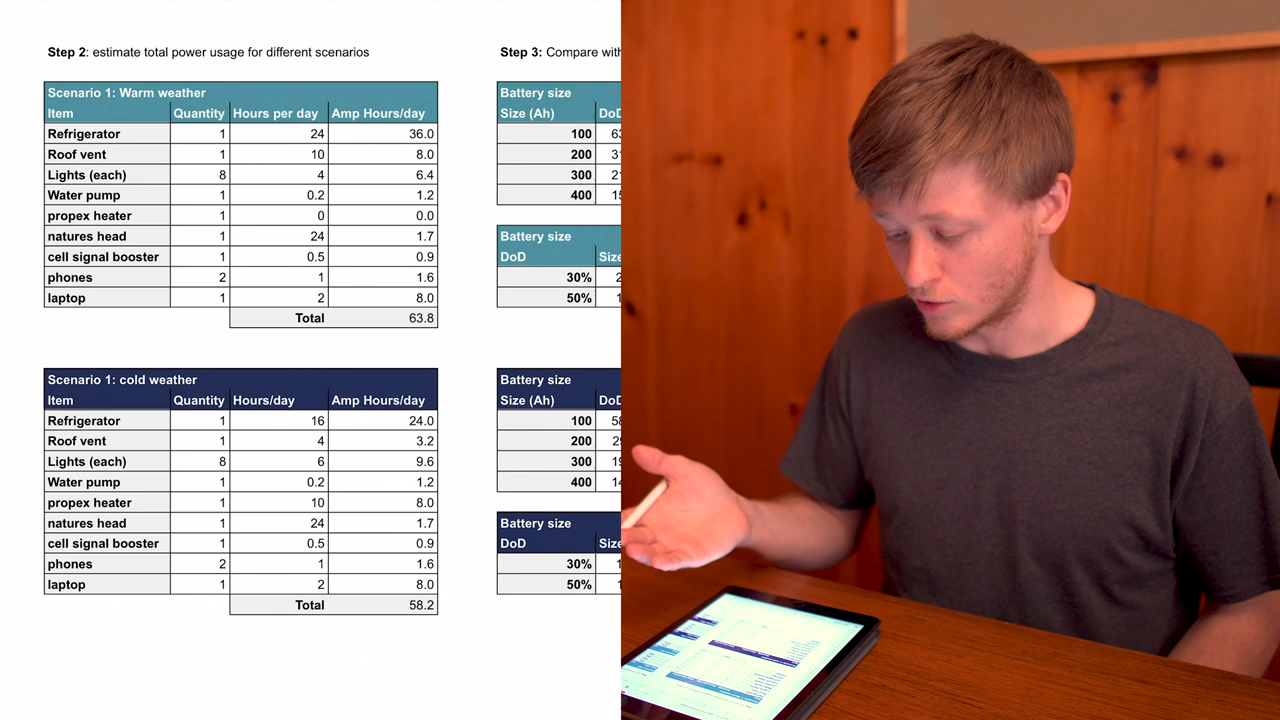 Step 2: estimate total power usage for different scenarios
Scenario 1: Warm weather
Item Quantity Hours per day Amp Hours/day
Refrigerator 1 24 36.0
Roof vent 1 10 8.0
Lights (each) 8 4 6.4
Water pump 1 0.2 1.2
propex heater 1 0 0.0
natures head 1 24 1.7
cell signal booster 1 0.5 0.9
phones 2 1 1.6
laptop 1 2 8.0
Total 63.8
Scenario 1: cold weather
Item Quantity Hours/day Amp Hours/day
Refrigerator 1 16 24.0
Roof vent 1 4 3.2
Lights (each) 8 6 9.6
Water pump 1 0.2 1.2
propex heater 1 10 8.0
natures head 1 24 1.7
cell signal booster 1 0.5 0.9
phones 2 1 1.6
laptop 1 2 8.0
Total 58.2
Step 3: Compare with
Battery size
Size (Ah) DoD
100
200
300
400
Battery size
DoD Size
30%
50%
Battery size
Size (Ah) DoD
100
200
300
400
Battery size
DoD Size
30%
50%